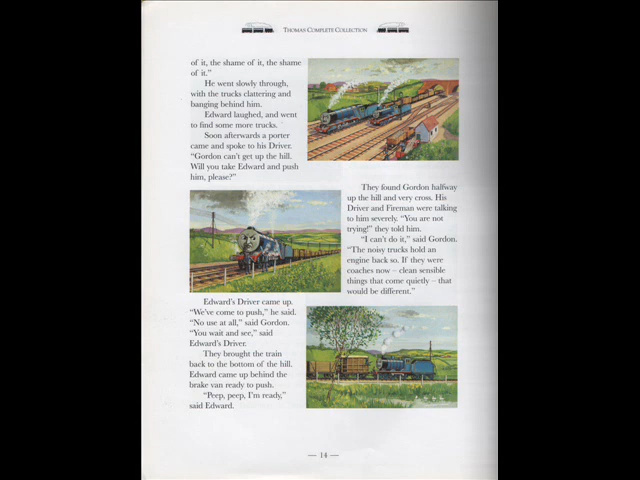 THOMAS COMPLETE COLLECTION
of it, the shame of it, the shame
of it.”
He went slowly through,
with the trucks clattering and
banging behind him.
Edward laughed, and went
to find some more trucks.
Soon afterwards a porter
came and spoke to his Driver.
“Gordon can’t get up the hill.
Will you take Edward and push
him, please?”
They found Gordon halfway
up the hill and very cross. His
Driver and Fireman were talking
to him severely. “You are not
trying!” they told him.
“I can’t do it,” said Gordon.
“The noisy trucks hold an
engine back so. If they were
coaches now – clean sensible
things that come quietly – that
would be different.”
Edward’s Driver came up.
“We’ve come to push,” he said.
“No use at all,” said Gordon.
“You wait and see,” said
Edward’s Driver.
They brought the train
back to the bottom of the hill.
Edward came up behind the
brake van ready to push.
“Peep, peep, I’m ready,”
said Edward.
— 14 —